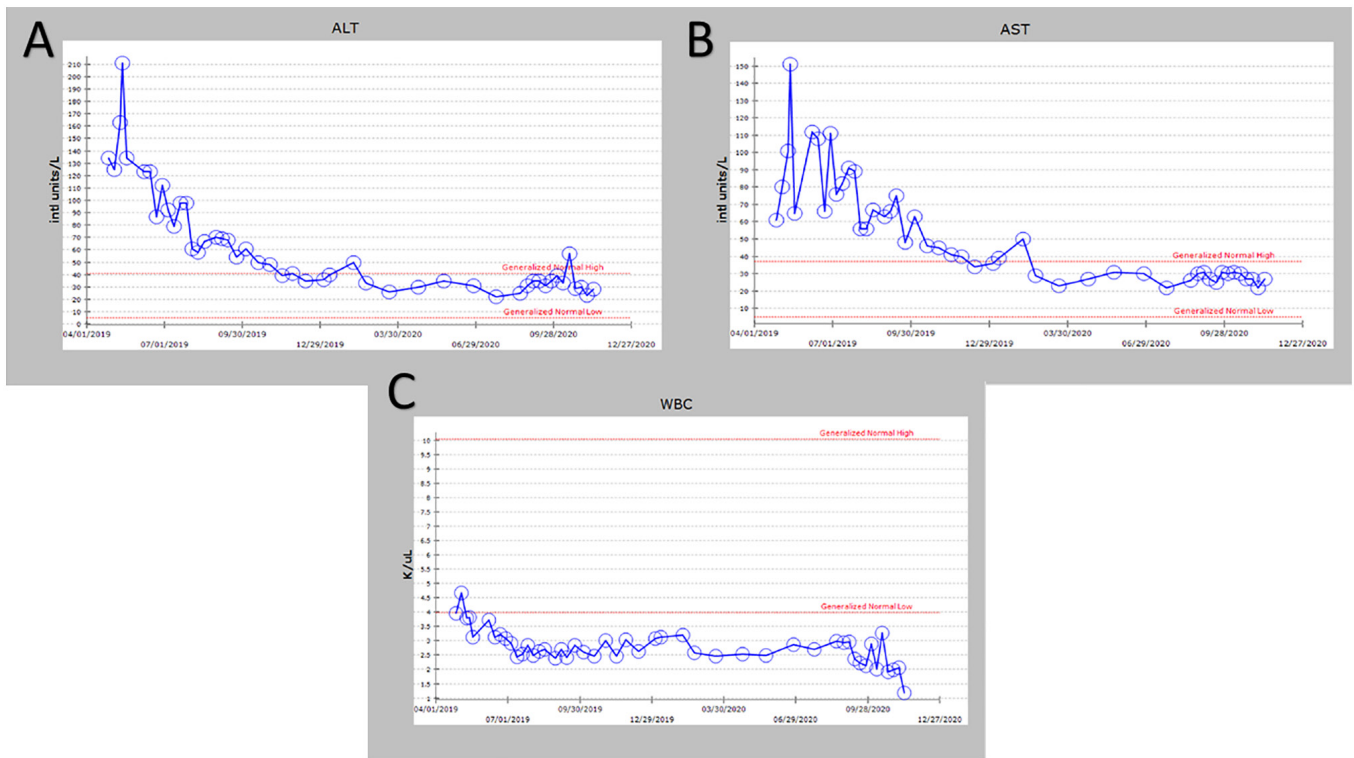 A
ALT
intl units/L
210
200
190
180
170
160
150
140
130
120
110
100
90
80
70
60
50
40
30
20
10
0
Generalized Normal High
Generalized Normal Low
04/01/2019 09/30/2019 03/30/2020 09/28/2020
07/01/2019 12/29/2019 06/29/2020 12/27/2020
B
AST
intl units/L
150
140
130
120
110
100
90
80
70
60
50
40
30
20
10
Generalized Normal High
Generalized Normal Low
04/01/2019 09/30/2019 03/30/2020 09/28/2020
07/01/2019 12/29/2019 06/29/2020 12/27/2020
C
WBC
K/uL
Generalized Normal High
10
9.5
9
8.5
8
7.5
7
6.5
6
5.5
5
4.5
4
3.5
3
2.5
2
1.5
1
Generalized Normal Low
04/01/2019 09/30/2019 03/30/2020 09/28/2020
07/01/2019 12/29/2019 06/29/2020 12/27/2020